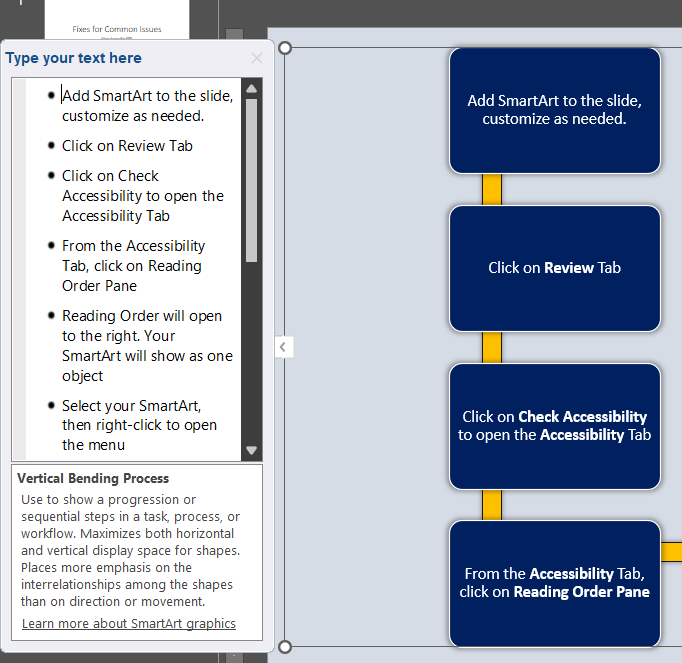 Fixes for Common Issues
Type your text here
Add SmartArt to the slide,
customize as needed.
Click on Review Tab
Click on Check
Accessibility to open the
Accessibility Tab
From the Accessibility
Tab, click on Reading
Order Pane
Reading Order will open
to the right. Your
SmartArt will show as one
object
Select your SmartArt,
then right-click to open
the menu
Vertical Bending Process
Use to show a progression or
sequential steps in a task, process, or
workflow. Maximizes both horizontal
and vertical display space for shapes.
Places more emphasis on the
interrelationships among the shapes
than on direction or movement.
Learn more about SmartArt graphics
Add SmartArt to the slide,
customize as needed.
Click on Review Tab
Click on Check Accessibility
to open the Accessibility Tab
From the Accessibility Tab,
click on Reading Order Pane